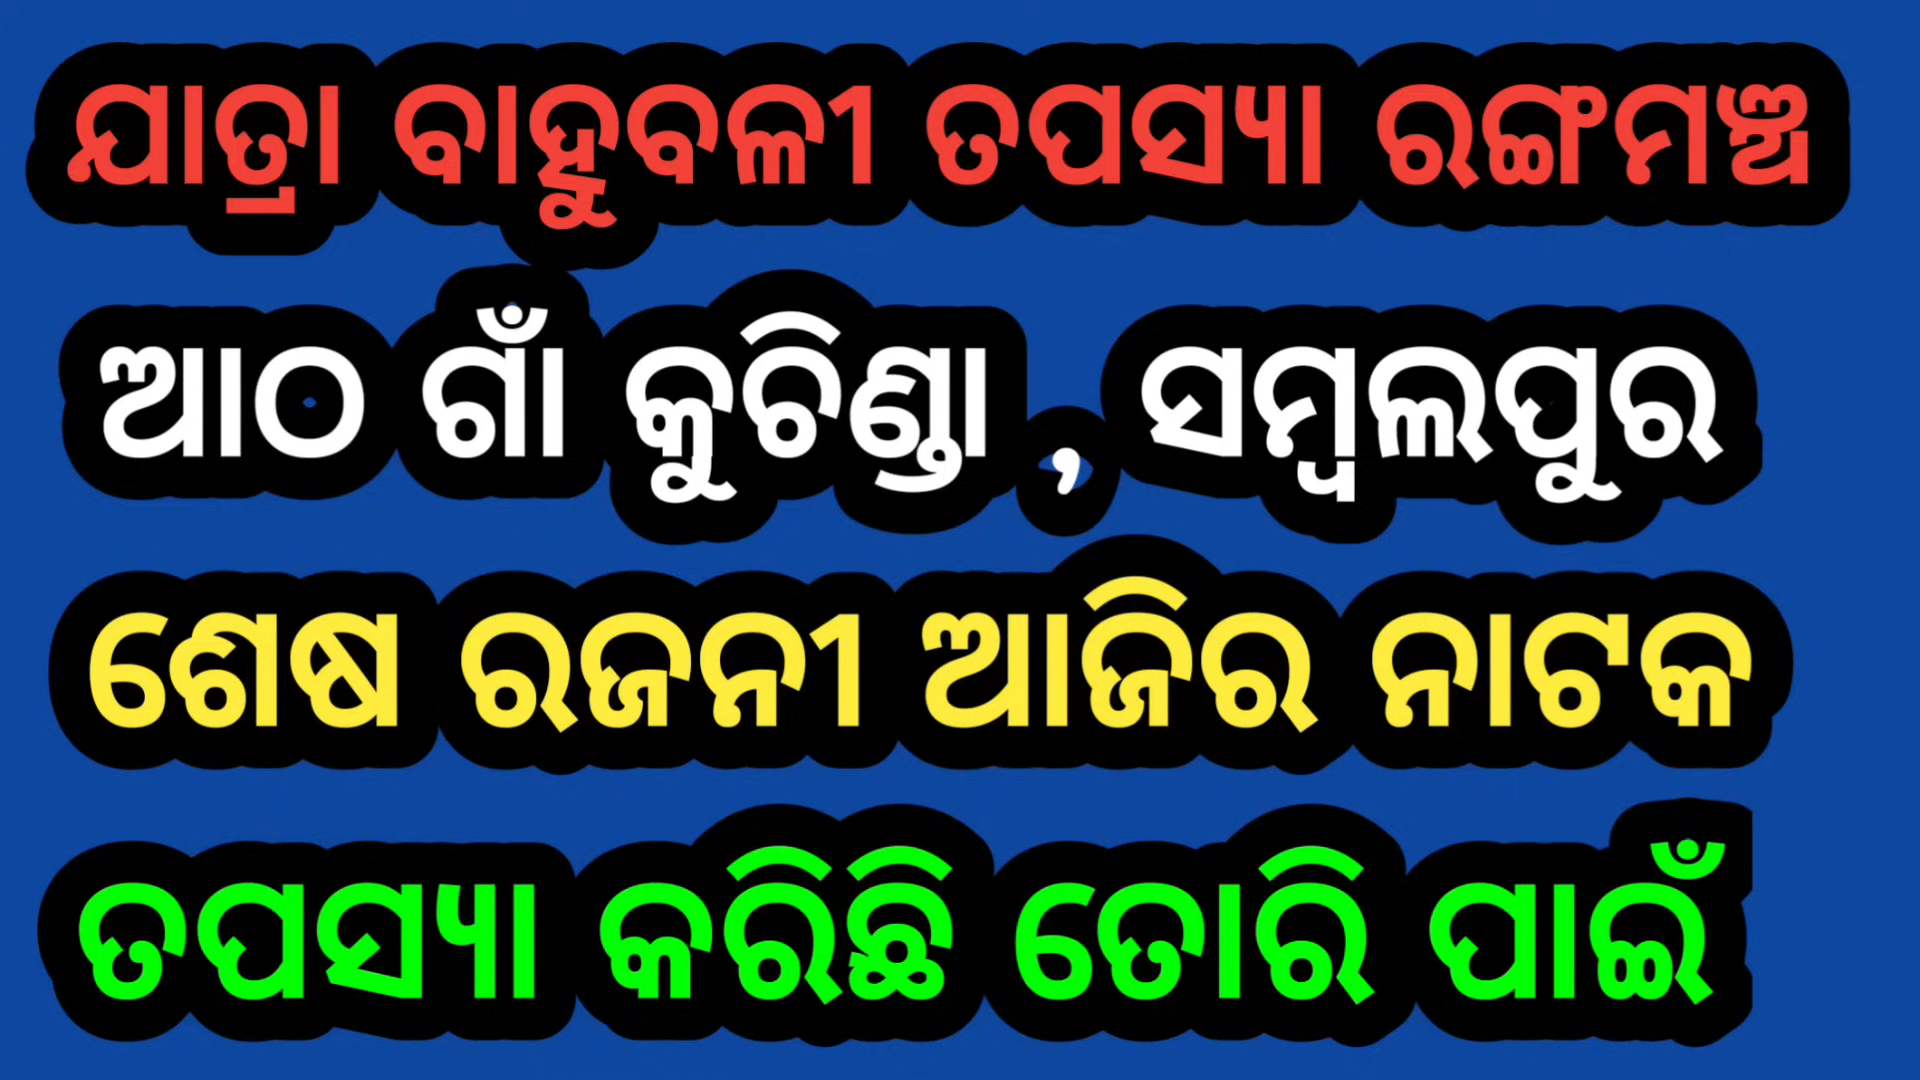 ଯାତ୍ରା ବାହୁବଳୀ ତପସ୍ୟା ରଙ୍ଗମଞ୍ଚ
ଆଠ ଗାଁ କୁଚିଣ୍ଡା , ସମ୍ବଲପୁର
ଶେଷ ରଜନୀ ଆଜିର ନାଟକ
ତପସ୍ୟା କରିଛି ତୋରି ପାଇଁ